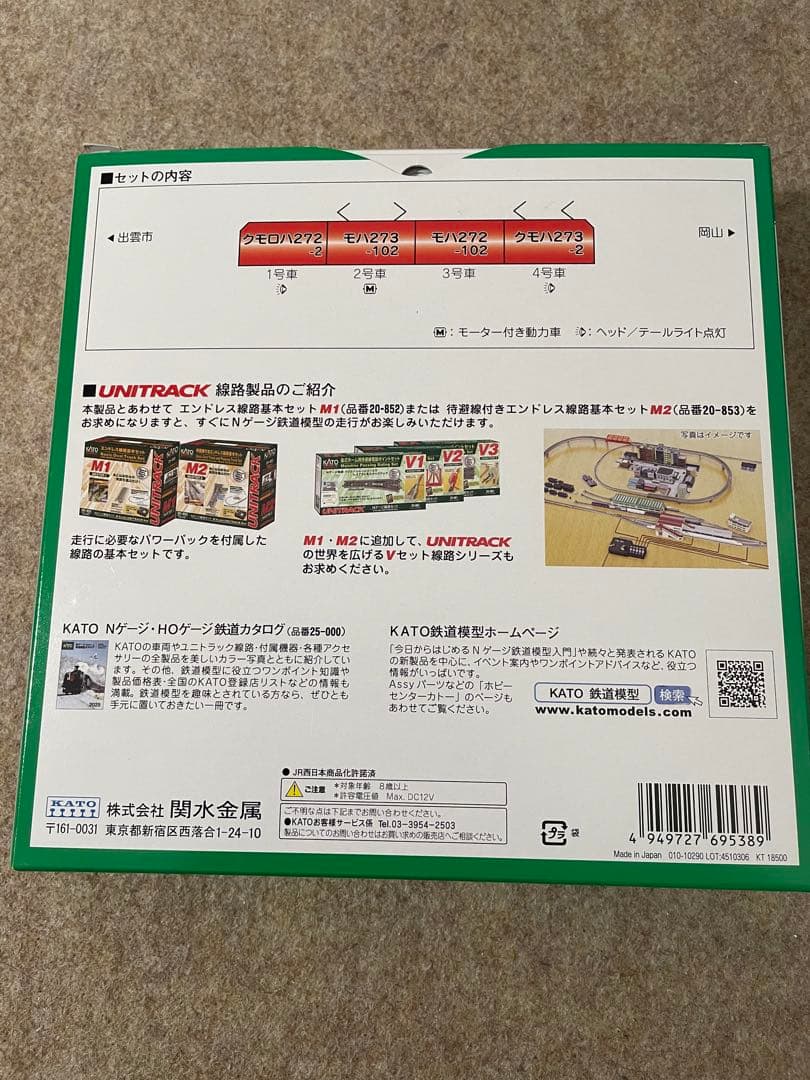 ■セットの内容
◀出雲市
クモロハ272
-2
モハ273
-102
モハ272
-102
クモハ273
-2
岡山▶
1号車
2号車
3号車
4号車
M
M：モーター付き動力車　：ヘッド／テールライト点灯
■UNITRACK 線路製品のご紹介
本製品とあわせて エンドレス線路基本セットM1(品番20-852)または 待避線付きエンドレス線路基本セットM2(品番20-853)を
お求めになりますと、すぐにNゲージ鉄道模型の走行がお楽しみいただけます。
M1
M2
UNITRACK
V1
V2
V3
UNITRACK
写真はイメージです
走行に必要なパワーパックを付属した
線路の基本セットです。
M1・M2に追加して、UNITRACK
の世界を広げるVセット線路シリーズも
お求めください。
KATO Nゲージ・HOゲージ鉄道カタログ(品番25-000)
KATOの車両やユニトラック線路・付属機器・各種アクセ
サリーの全製品を美しいカラー写真とともに紹介してい
ます。その他、鉄道模型に役立つワンポイント知識や
製品価格表・全国のKATO登録店リストなどの情報も
満載。鉄道模型を趣味とされている方なら、ぜひとも
手元に置いておきたい一冊です。
KATO鉄道模型ホームページ
「今日からはじめるNゲージ鉄道模型入門」や続々と発表されるKATO
の新製品を中心に、イベント案内やワンポイントアドバイスなど、役立つ
情報がいっぱいです。
Assyパーツなどの「ホビー
センターカトー」のページも
あわせてご覧ください。
KATO 鉄道模型 検索
www.katomodels.com
● JR西日本商品化許諾済
ご注意
*対象年齢 8歳以上
*許容電圧値 Max. DC12V
ご不明な点は下記までお問い合わせください。
●KATOお客様サービス係 Tel.03-3954-2503
製品についてのお問い合わせはお買い求めの販売店へご相談ください。
KATO 株式会社 関水金属
〒161-0031 東京都新宿区西落合1-24-10
プラ 袋
4 949727 695389
Made in Japan 010-10290 LOT:4510306 KT 18500